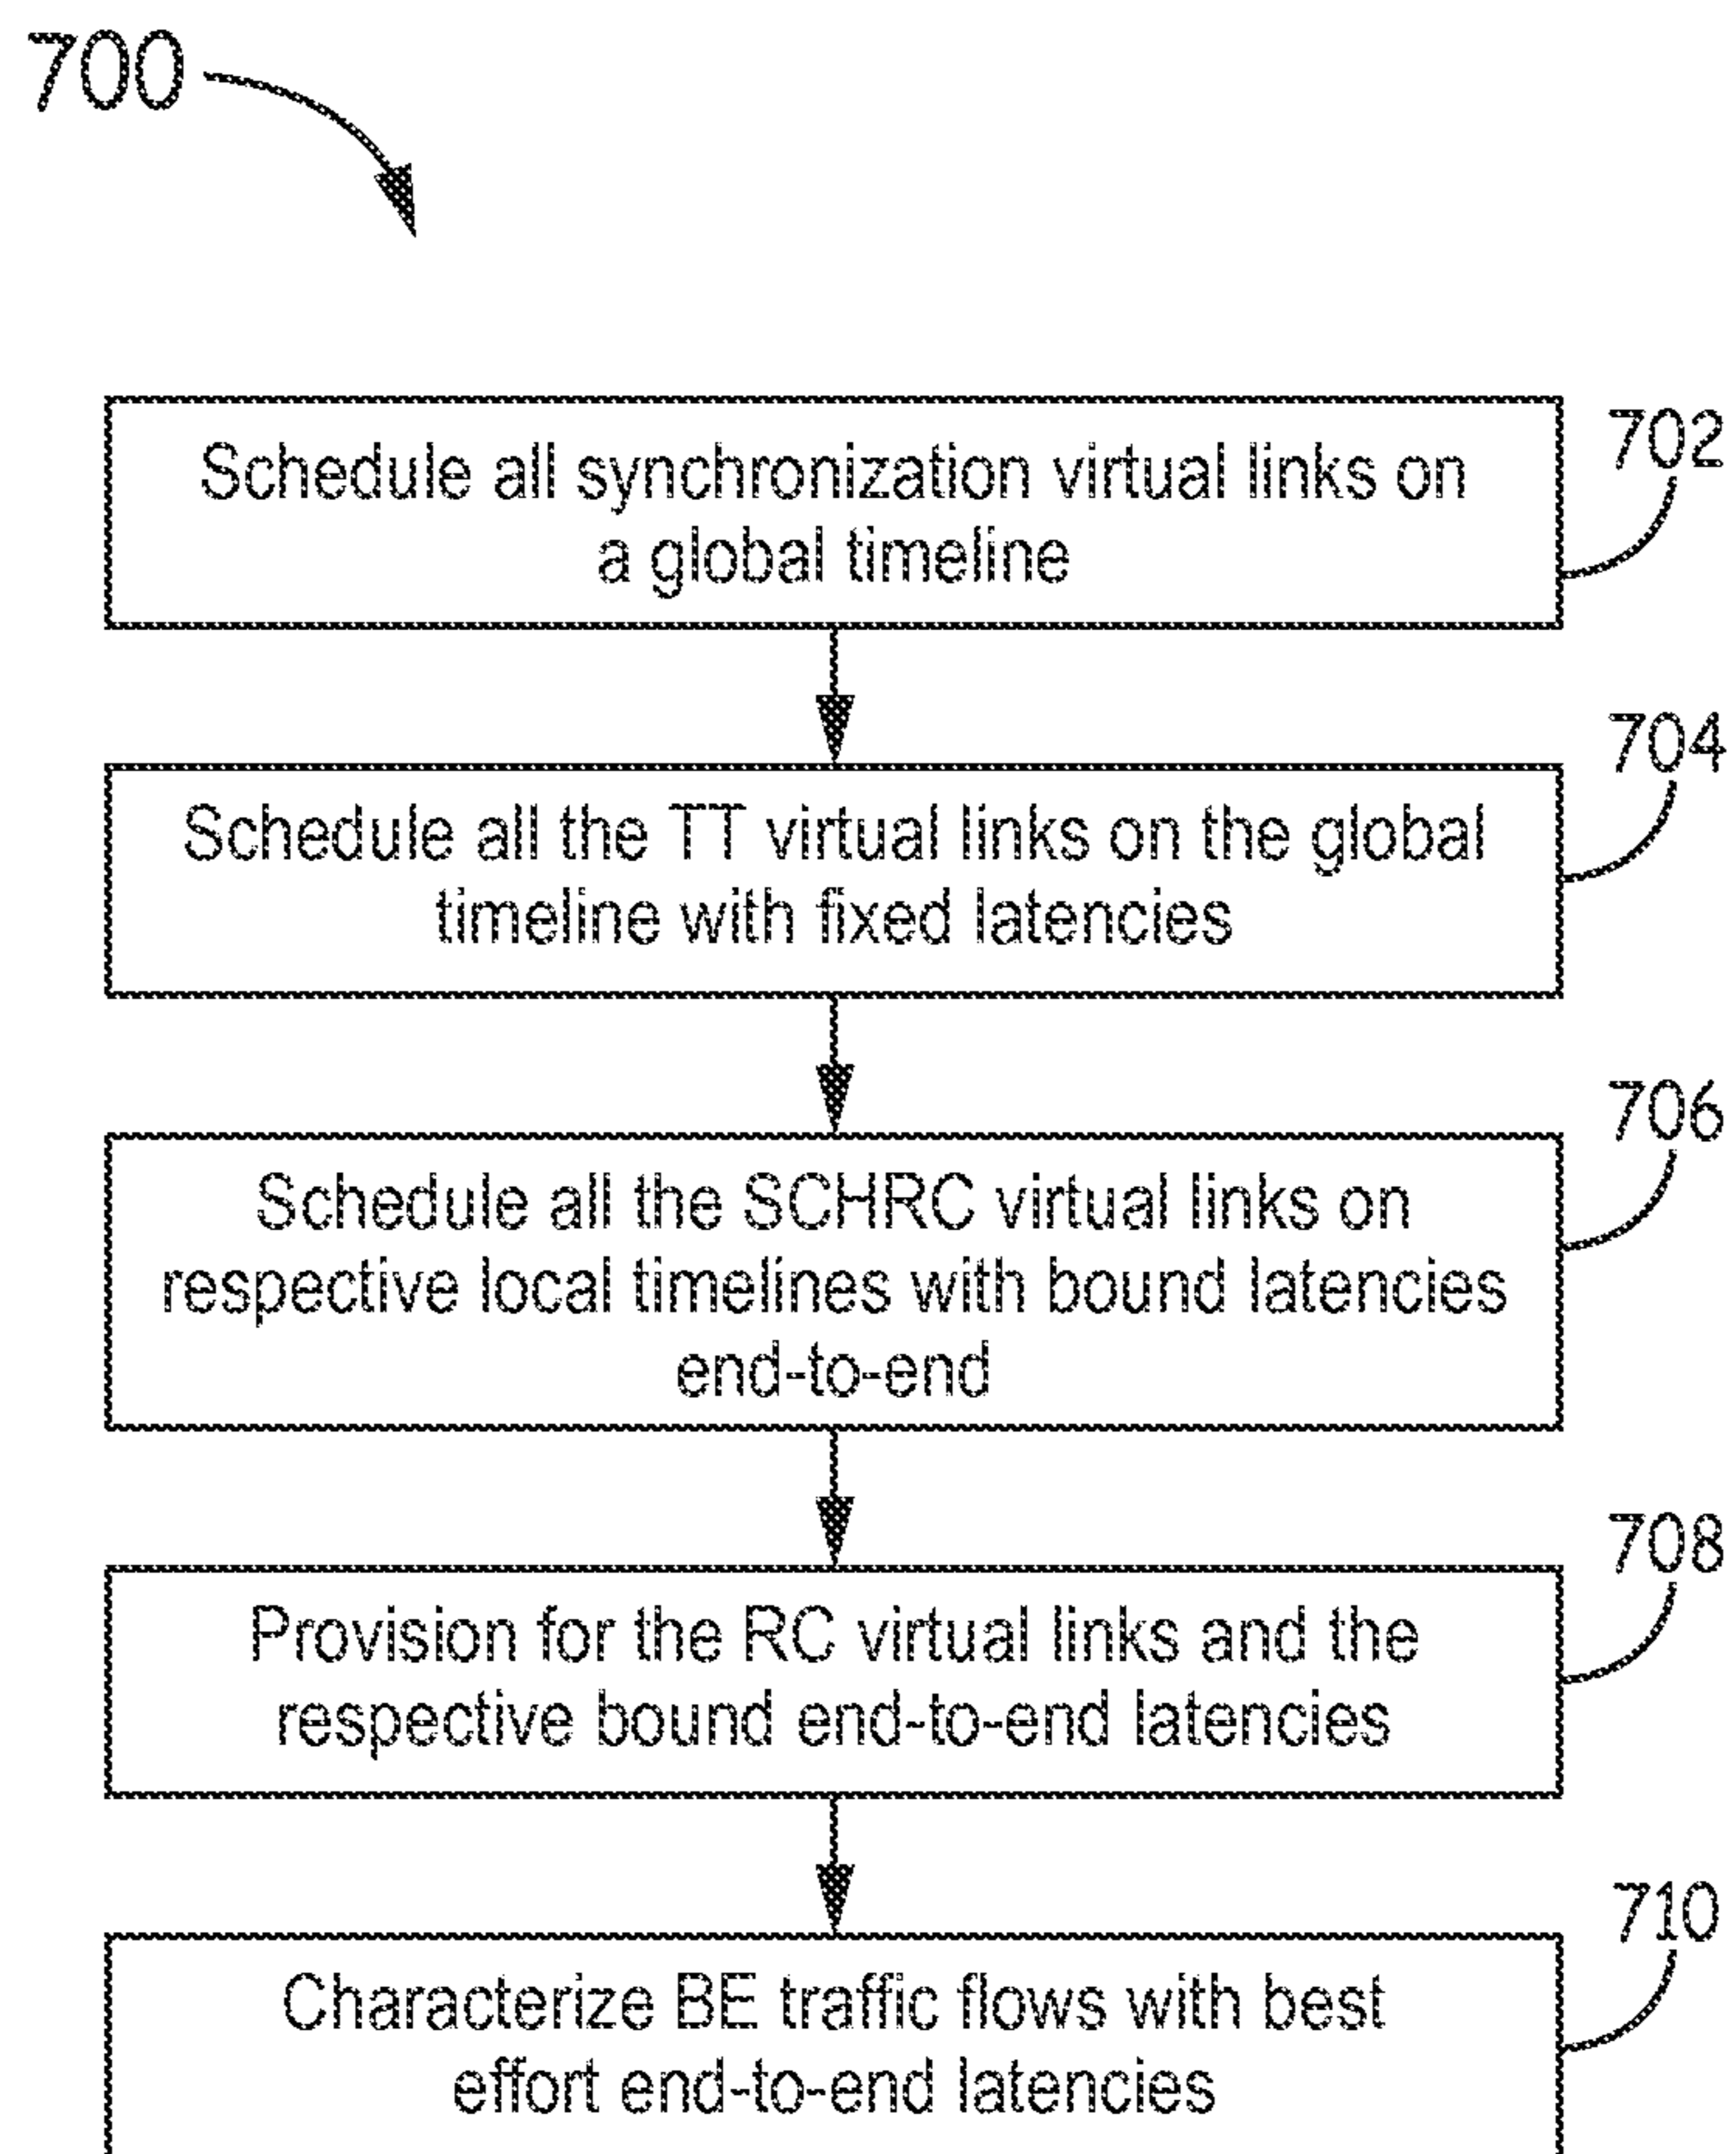 700
702
Schedule all synchronization virtual links on
a global timeline
704
Schedule all the TT virtual links on the global
timeline with fixed latencies
706
Schedule all the SCHRC virtual links on
respective local timelines with bound latencies
end-to-end
708
Provision for the RC virtual links and the
respective bound end-to-end latencies
710
Characterize BE traffic flows with best
effort end-to-end latencies